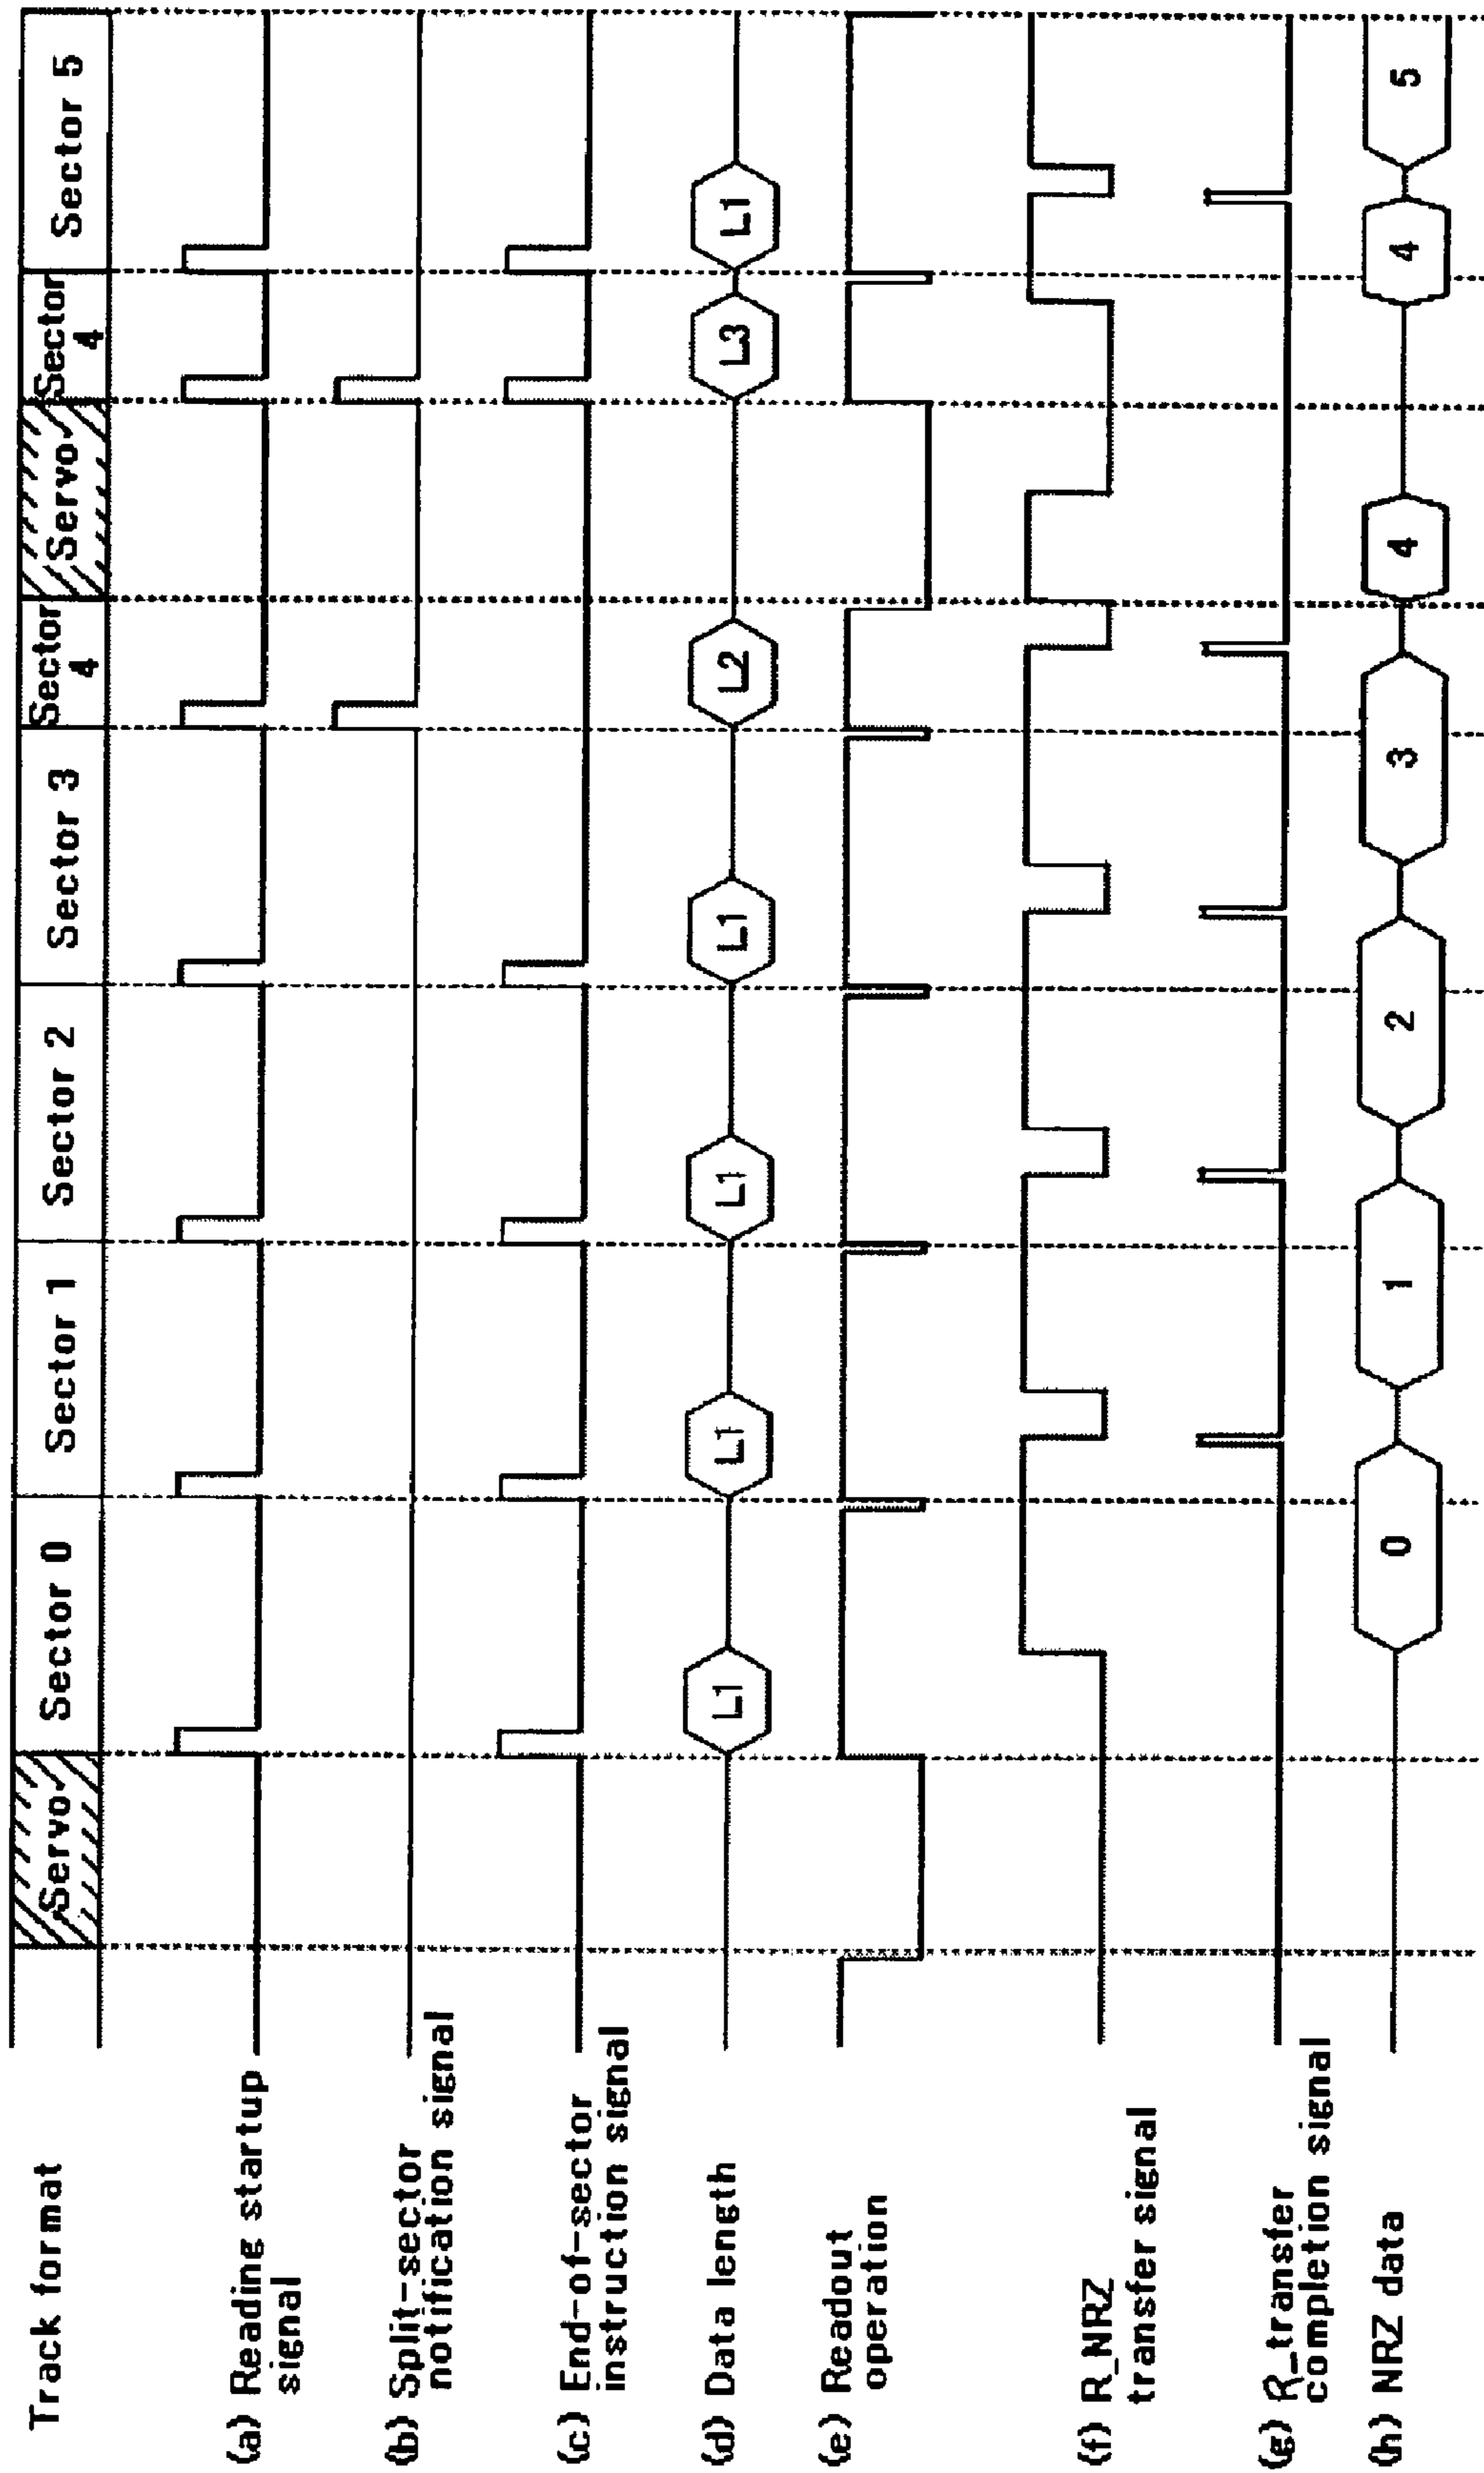 Track format
Servo
Sector 0
Sector 1
Sector 2
Sector 3
Sector
4
Servo
Sector
4
Sector 5
(a) Reading startup
signal
(b) Split-sector
notification signal
(c) End-of-sector
instruction signal
(d) Data length
L1
L1
L1
L1
L2
L3
L1
(e) Readout
operation
(f) R_NRZ
transfer signal
(g) R_transfer
completion signal
(h) NRZ data
0
1
2
3
4
4
5